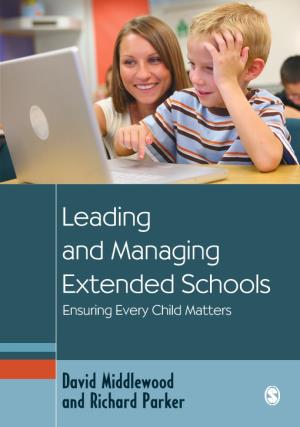 Leading
and Managing
Extended Schools
Ensuring Every Child Matters
David Middlewood
and Richard Parker